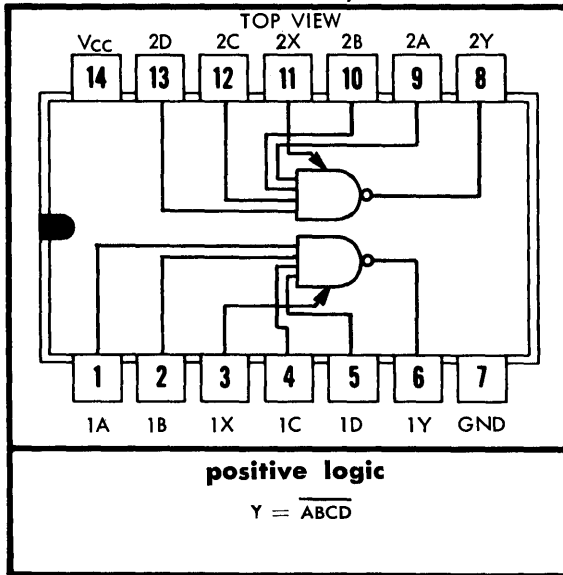 TOP VIEW
VCC 2D 2C 2X 2B 2A 2Y
14 13 12 11 10 9 8
1 2 3 4 5 6 7
1A 1B 1X 1C 1D 1Y GND
positive logic
Y = \overline{ABCD}